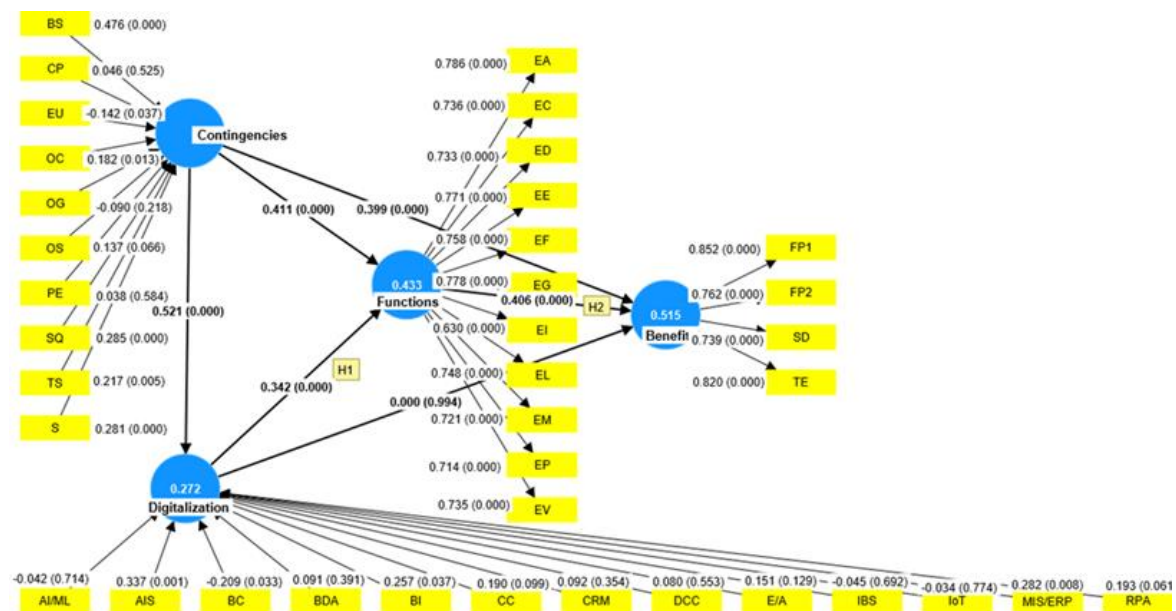 BS 0.476 (0.000)
CP 0.046 (0.525)
EU -0.142 (0.037)
OC 0.182 (0.013)
OG -0.090 (0.218)
OS 0.137 (0.066)
PE 0.038 (0.584)
SQ 0.285 (0.000)
TS 0.217 (0.005)
S 0.281 (0.000)
Contingencies
0.411 (0.000)
0.399 (0.000)
0.521 (0.000)
0.433
Functions
H1
0.342 (0.000)
0.406 (0.000)
H2
0.000 (0.994)
0.786 (0.000) EA
0.736 (0.000) EC
0.733 (0.000) ED
0.771 (0.000) EE
0.758 (0.000) EF
0.778 (0.000) EG
0.630 (0.000) EI
0.748 (0.000) EL
0.721 (0.000) EM
0.714 (0.000) EP
0.735 (0.000) EV
0.515
Benefit
0.852 (0.000) FP1
0.762 (0.000) FP2
0.739 (0.000) SD
0.820 (0.000) TE
0.272
Digitalization
-0.042 (0.714) 0.337 (0.001) -0.209 (0.033) 0.091 (0.391) 0.257 (0.037) 0.190 (0.099) 0.092 (0.354) 0.080 (0.553) 0.151 (0.129) -0.045 (0.692) -0.034 (0.774) 0.282 (0.008) 0.193 (0.061)
AI/ML AIS BC BDA BI CC CRM DCC E/A IBS IoT MIS/ERP RPA